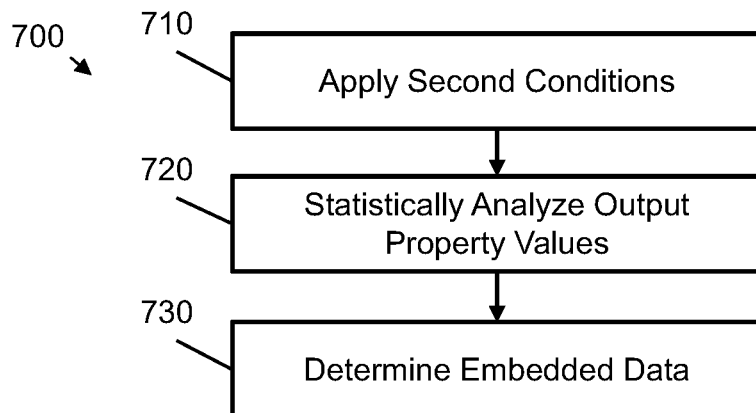 700
710
Apply Second Conditions
720
Statistically Analyze Output
Property Values
730
Determine Embedded Data